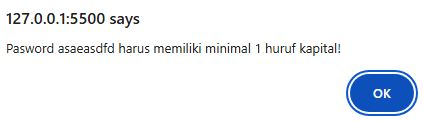 127.0.0.1:5500 says
Pasword asaeasdfd harus memiliki minimal 1 huruf kapital!
OK